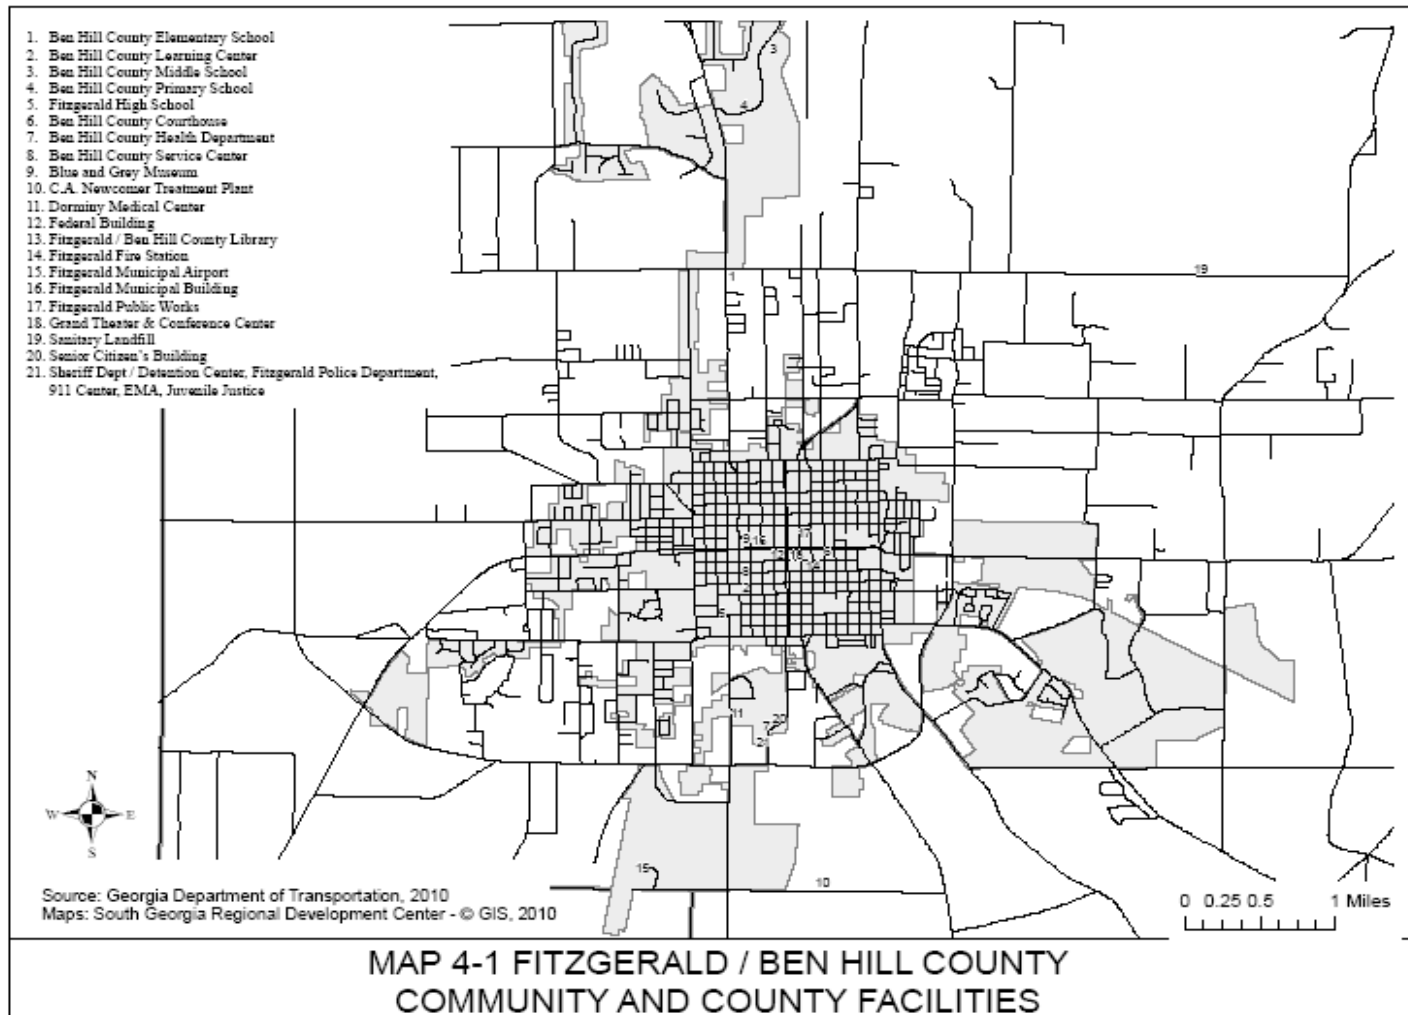 1. Ben Hill County Elementary School
2. Ben Hill County Learning Center
3. Ben Hill County Middle School
4. Ben Hill County Primary School
5. Fitzgerald High School
6. Ben Hill County Courthouse
7. Ben Hill County Health Department
8. Ben Hill County Service Center
9. Blue and Grey Museum
10. C.A. Newcomer Treatment Plant
11. Dorminy Medical Center
12. Federal Building
13. Fitzgerald / Ben Hill County Library
14. Fitzgerald Fire Station
15. Fitzgerald Municipal Airport
16. Fitzgerald Municipal Building
17. Fitzgerald Public Works
18. Grand Theater & Conference Center
19. Sanitary Landfill
20. Senior Citizen's Building
21. Sheriff Dept / Detention Center, Fitzgerald Police Department,
911 Center, EMA, Juvenile Justice
3
4
19
1
17
9 16
12
14
8
2
5
11
20
7
21
15
10
N
W E
S
Source: Georgia Department of Transportation, 2010
Maps: South Georgia Regional Development Center - © GIS, 2010
0 0.25 0.5 1 Miles
MAP 4-1 FITZGERALD / BEN HILL COUNTY
COMMUNITY AND COUNTY FACILITIES